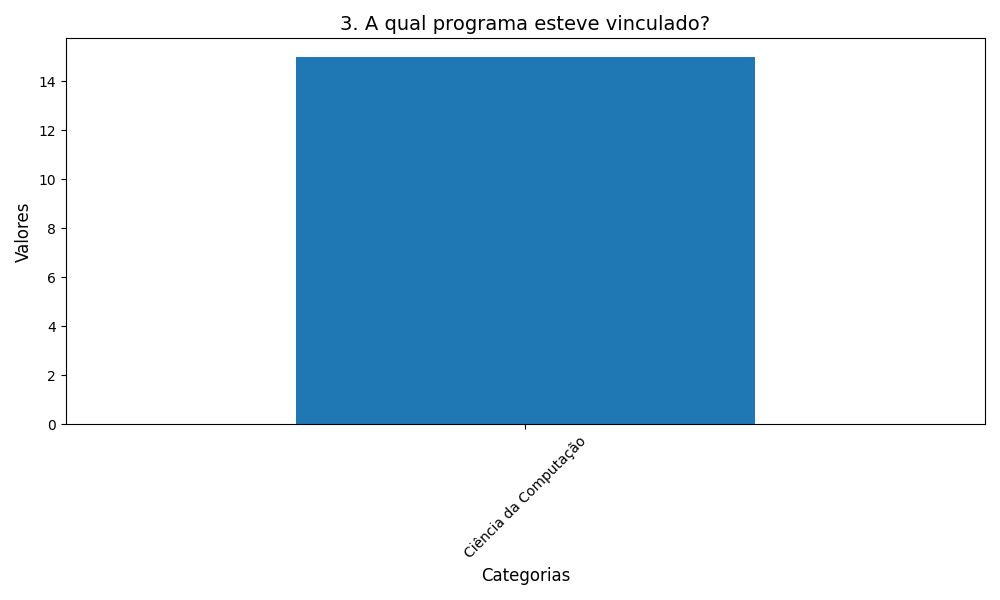 3. A qual programa esteve vinculado?
Valores
14
12
10
8
6
4
2
0
Ciência da Computação
Categorias